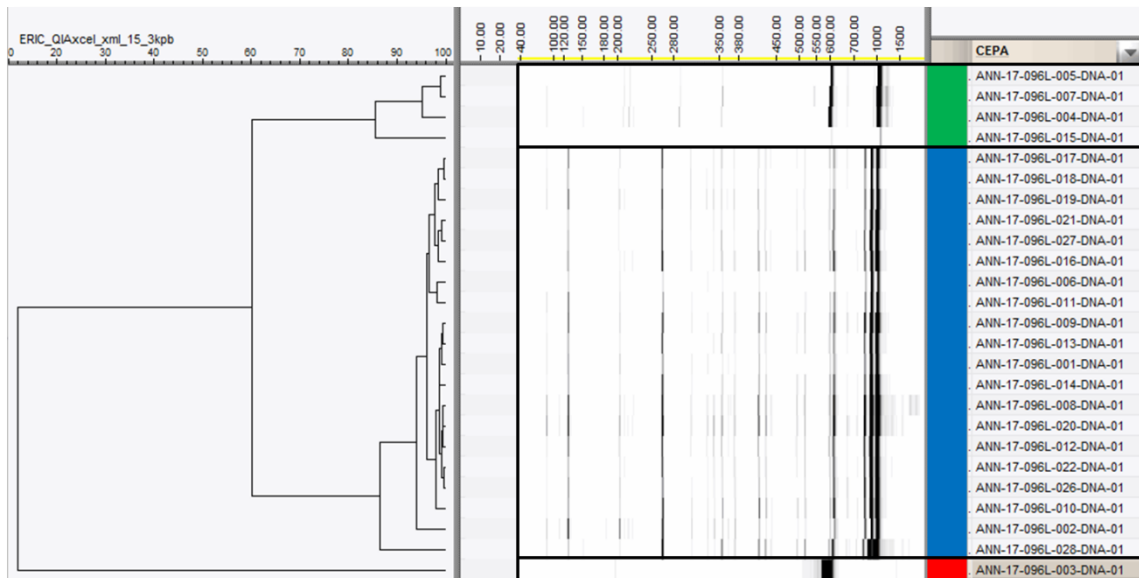 ERIC_QIAxcel_xml_15_3kpb
0 10 20 30 40 50 60 70 80 90 100
10.00 20.00 40.00 100.00 120.00 150.00 200.00 250.00 280.00 350.00 380.00 450.00 500.00 600.00 700.00 1000 1500
CEPA
. ANN-17-096L-005-DNA-01
. ANN-17-096L-007-DNA-01
. ANN-17-096L-004-DNA-01
. ANN-17-096L-015-DNA-01
. ANN-17-096L-017-DNA-01
. ANN-17-096L-018-DNA-01
. ANN-17-096L-019-DNA-01
. ANN-17-096L-021-DNA-01
. ANN-17-096L-027-DNA-01
. ANN-17-096L-016-DNA-01
. ANN-17-096L-006-DNA-01
. ANN-17-096L-011-DNA-01
. ANN-17-096L-009-DNA-01
. ANN-17-096L-013-DNA-01
. ANN-17-096L-001-DNA-01
. ANN-17-096L-014-DNA-01
. ANN-17-096L-008-DNA-01
. ANN-17-096L-020-DNA-01
. ANN-17-096L-012-DNA-01
. ANN-17-096L-022-DNA-01
. ANN-17-096L-026-DNA-01
. ANN-17-096L-010-DNA-01
. ANN-17-096L-002-DNA-01
. ANN-17-096L-028-DNA-01
. ANN-17-096L-003-DNA-01